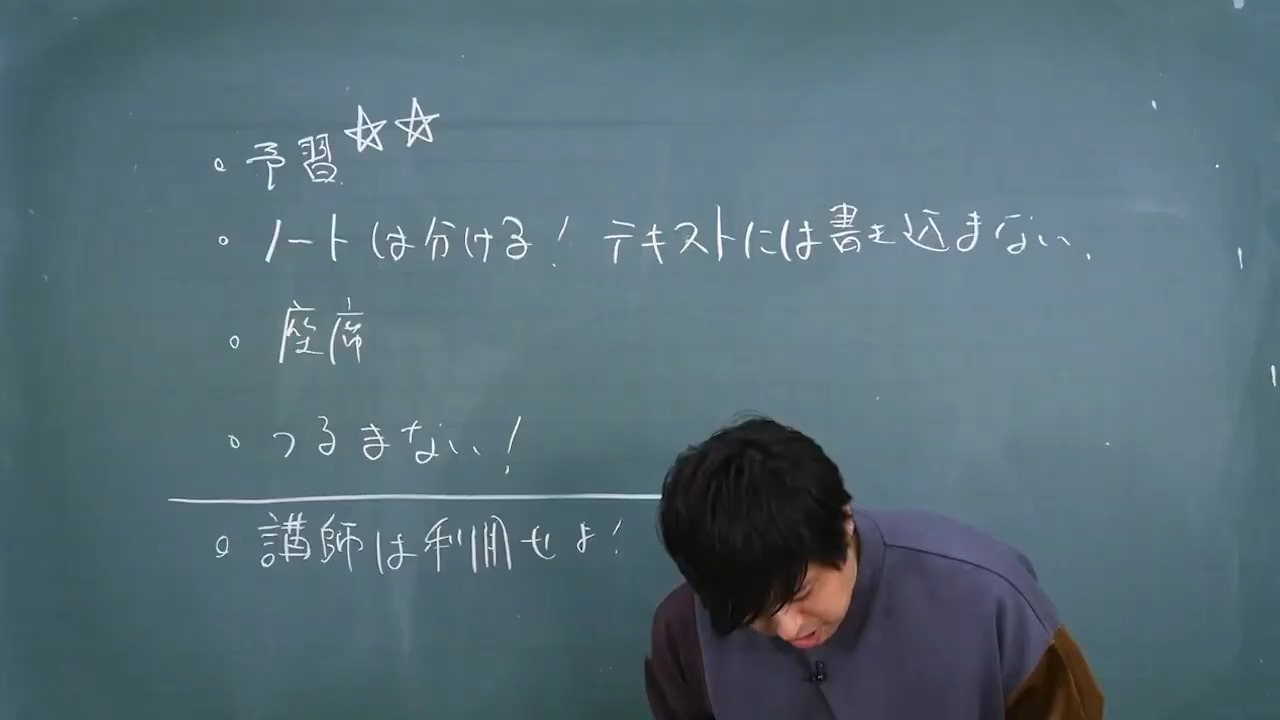 。予習☆☆
。ノートは分ける！ テキストには書き込まない、
。座席
。つるまない！
。講師は利用せよ！